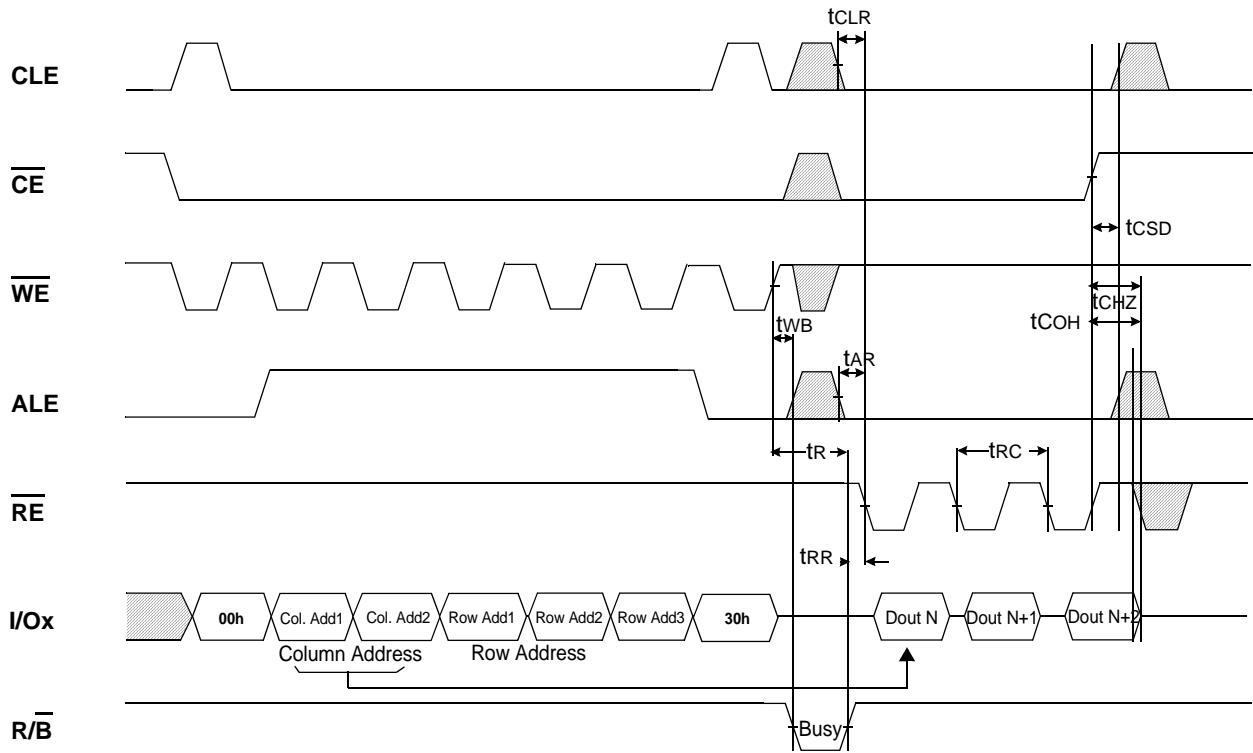 tCLR
CLE
CE
tCSD
WE
tCHZ
tWB
tCOH
tAR
ALE
tR
tRC
RE
tRR
I/Ox
00h
Col. Add1
Col. Add2
Row Add1
Row Add2
Row Add3
30h
Dout N
Dout N+1
Dout N+2
Column Address
Row Address
R/B
Busy